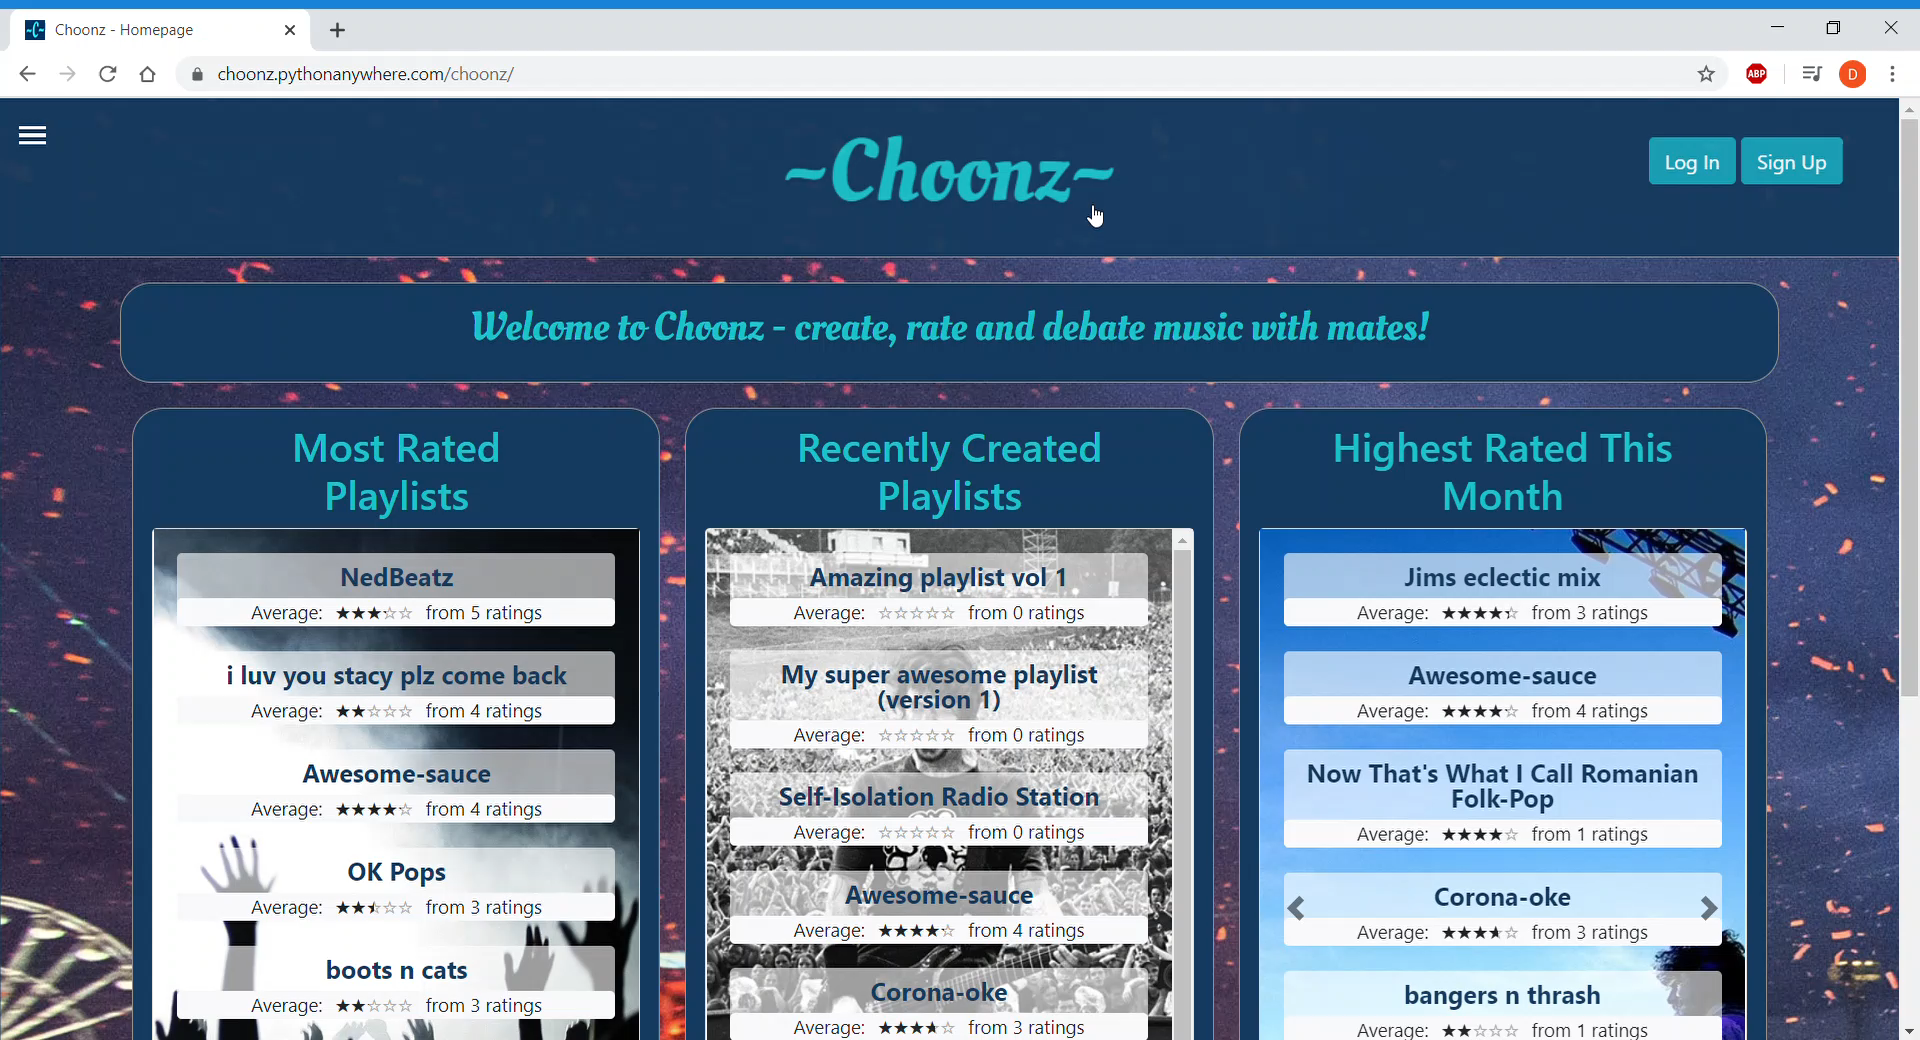 Choonz - Homepage
choonz.pythonanywhere.com/choonz/
ABP
D
~Choonz~
Log In
Sign Up
Welcome to Choonz - create, rate and debate music with mates!
Most Rated
Playlists
NedBeatz
Average: ★★★☆☆ from 5 ratings
i luv you stacy plz come back
Average: ★★☆☆☆ from 4 ratings
Awesome-sauce
Average: ★★★★☆ from 4 ratings
OK Pops
Average: ★★☆☆☆ from 3 ratings
boots n cats
Average: ★★☆☆☆ from 3 ratings
Recently Created
Playlists
Amazing playlist vol 1
Average: ☆☆☆☆☆ from 0 ratings
My super awesome playlist
(version 1)
Average: ☆☆☆☆☆ from 0 ratings
Self-Isolation Radio Station
Average: ☆☆☆☆☆ from 0 ratings
Awesome-sauce
Average: ★★★★☆ from 4 ratings
Corona-oke
Average: ★★★★☆ from 3 ratings
Highest Rated This
Month
Jims eclectic mix
Average: ★★★★☆ from 3 ratings
Awesome-sauce
Average: ★★★★☆ from 4 ratings
Now That's What I Call Romanian
Folk-Pop
Average: ★★★★☆ from 1 ratings
Corona-oke
Average: ★★★★☆ from 3 ratings
bangers n thrash
Average: ★★☆☆☆ from 1 ratings